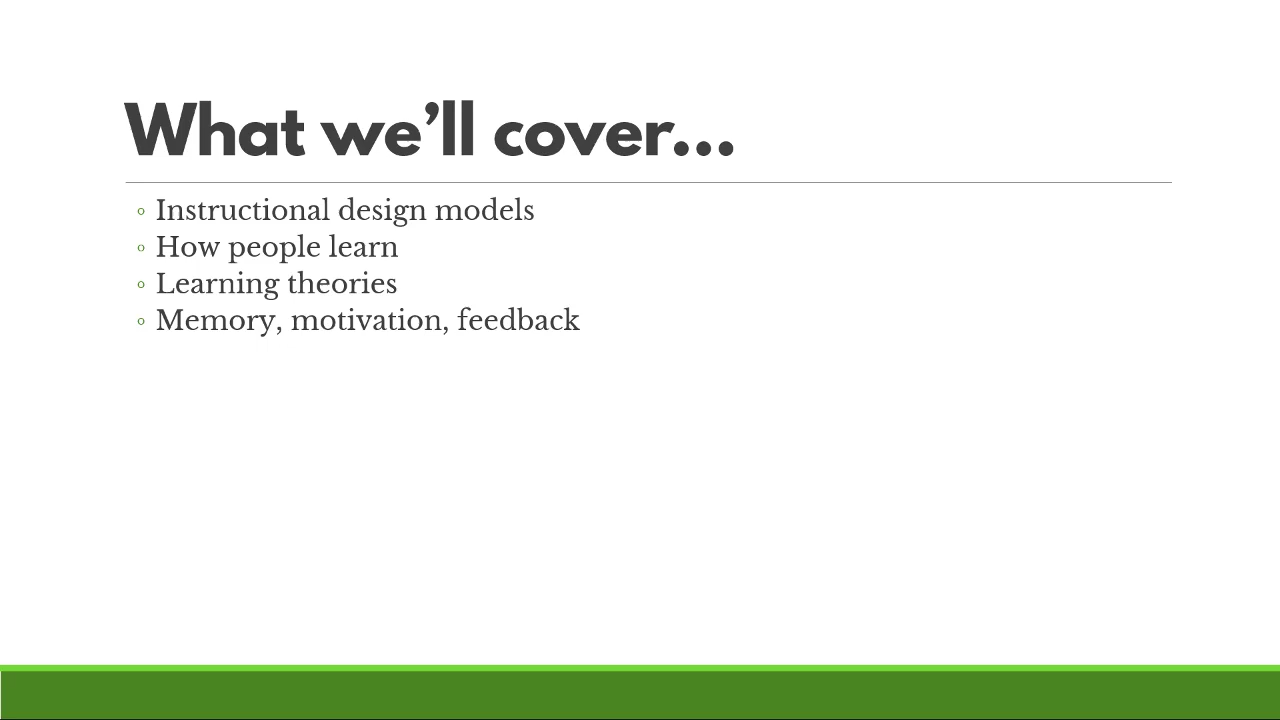 What we’ll cover…
◦ Instructional design models
◦ How people learn
◦ Learning theories
◦ Memory, motivation, feedback